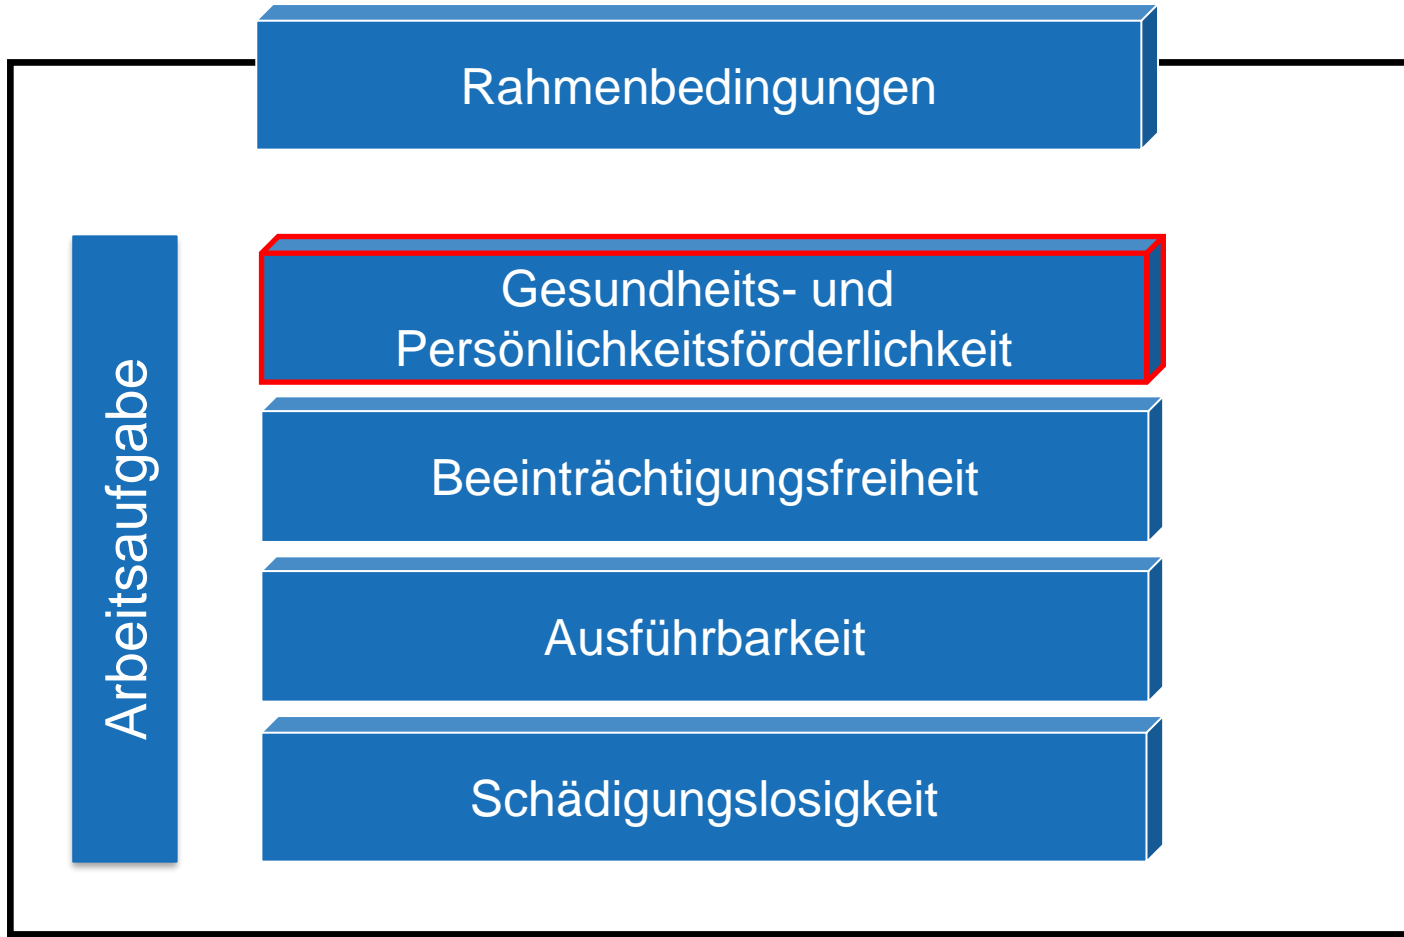 Rahmenbedingungen
Arbeitsaufgabe
Gesundheits- und
Persönlichkeitsförderlichkeit
Beeinträchtigungsfreiheit
Ausführbarkeit
Schädigungslosigkeit